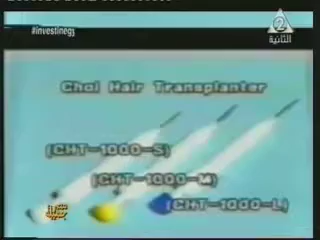 #investinegy
2
الثانية
Choi Hair Transplanter
(CHT-1000-S)
(CHT-1000-M)
(CHT-1000-L)